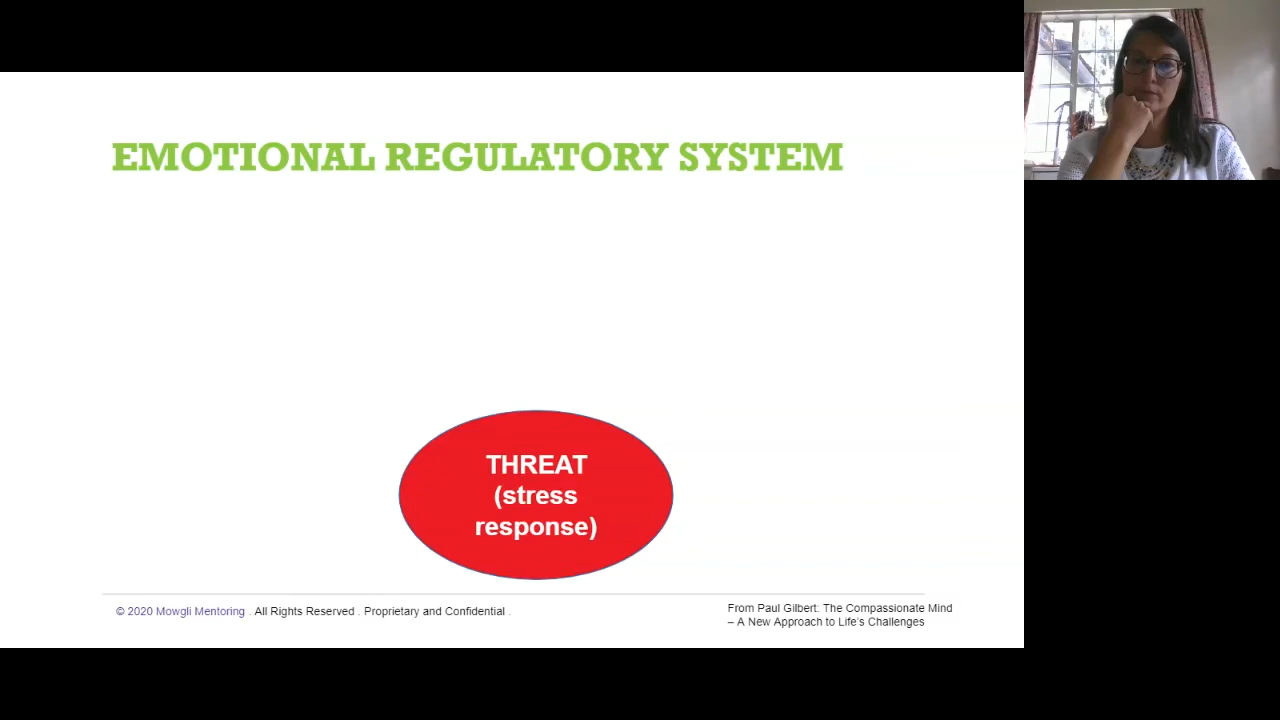 EMOTIONAL REGULATORY SYSTEM
THREAT
(stress
response)
© 2020 Mowgli Mentoring . All Rights Reserved . Proprietary and Confidential .
From Paul Gilbert: The Compassionate Mind
– A New Approach to Life's Challenges